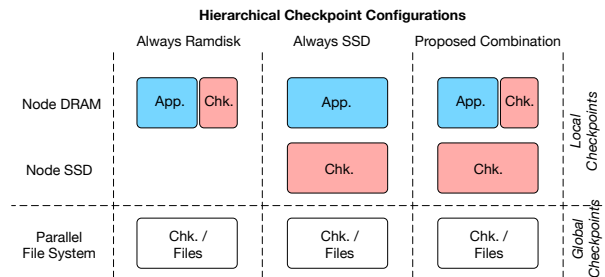 Hierarchical Checkpoint Configurations
Always Ramdisk
Always SSD
Proposed Combination
Node DRAM
App.
Chk.
App.
App.
Chk.
Local
Checkpoints
Node SSD
Chk.
Chk.
Parallel
File System
Chk. /
Files
Chk. /
Files
Chk. /
Files
Global
Checkpoints